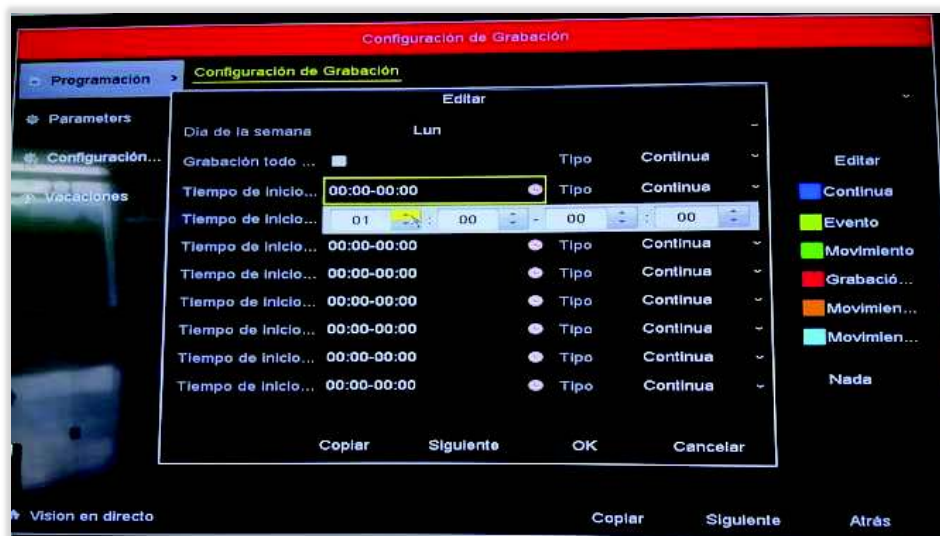 Configuración de Grabación
Programación > Configuración de Grabación
Parameters
Configuración...
Vacaciones
Editar
Dia de la semana Lun
Grabación todo ... Tipo Continua
Tiempo de inicio... 00:00-00:00 Tipo Continua
Tiempo de inicio... 01 : 00 - 00 : 00
Tiempo de inicio... 00:00-00:00 Tipo Continua
Tiempo de inicio... 00:00-00:00 Tipo Continua
Tiempo de inicio... 00:00-00:00 Tipo Continua
Tiempo de inicio... 00:00-00:00 Tipo Continua
Tiempo de inicio... 00:00-00:00 Tipo Continua
Tiempo de inicio... 00:00-00:00 Tipo Continua
Copiar Siguiente OK Cancelar
Editar
Continua
Evento
Movimiento
Grabació...
Movimien...
Movimien...
Nada
Vision en directo
Copiar Siguiente Atrás